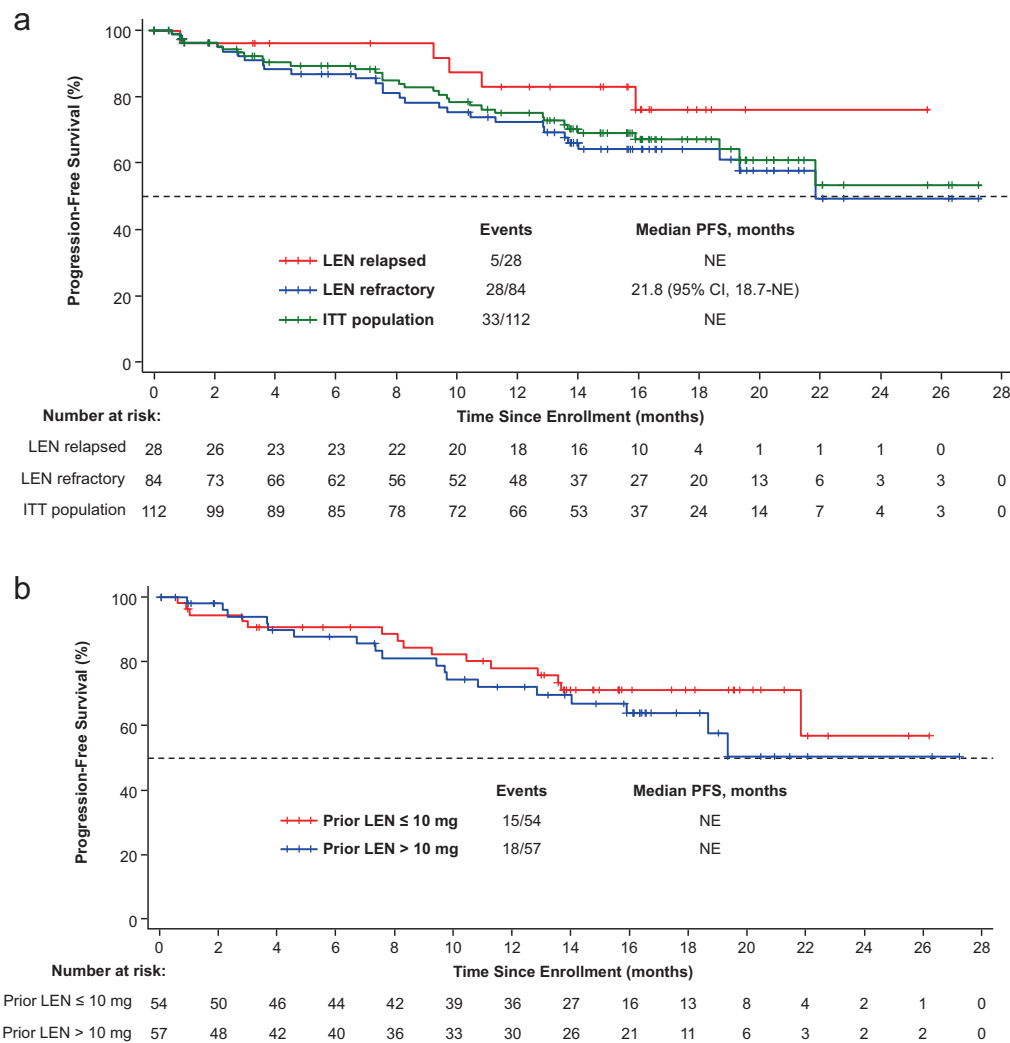 a
Progression-Free Survival (%)
100
80
60
40
20
0
Events Median PFS, months
LEN relapsed 5/28 NE
LEN refractory 28/84 21.8 (95% CI, 18.7-NE)
ITT population 33/112 NE
0 2 4 6 8 10 12 14 16 18 20 22 24 26 28
Number at risk: Time Since Enrollment (months)
LEN relapsed 28 26 23 23 22 20 18 16 10 4 1 1 1 0
LEN refractory 84 73 66 62 56 52 48 37 27 20 13 6 3 3 0
ITT population 112 99 89 85 78 72 66 53 37 24 14 7 4 3 0
b
Progression-Free Survival (%)
100
80
60
40
20
0
Events Median PFS, months
Prior LEN ≤ 10 mg 15/54 NE
Prior LEN > 10 mg 18/57 NE
0 2 4 6 8 10 12 14 16 18 20 22 24 26 28
Number at risk: Time Since Enrollment (months)
Prior LEN ≤ 10 mg 54 50 46 44 42 39 36 27 16 13 8 4 2 1 0
Prior LEN > 10 mg 57 48 42 40 36 33 30 26 21 11 6 3 2 2 0